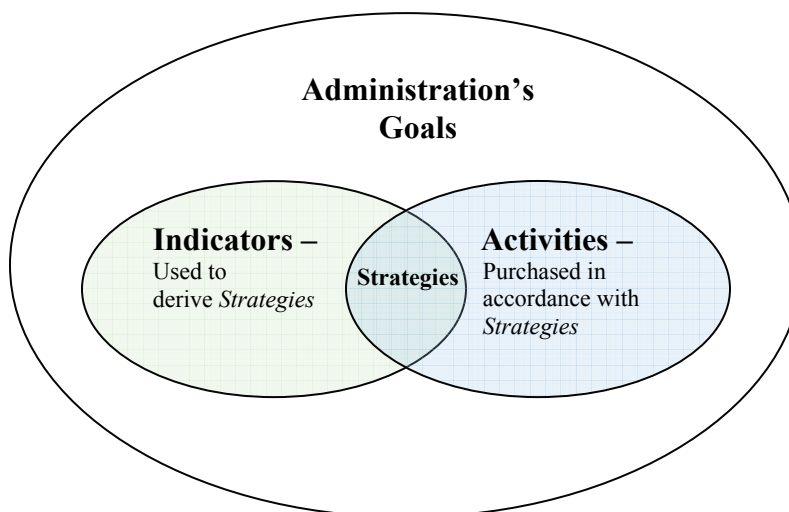 Administration’s
Goals
Indicators –
Used to
derive Strategies
Strategies
Activities –
Purchased in
accordance with
Strategies